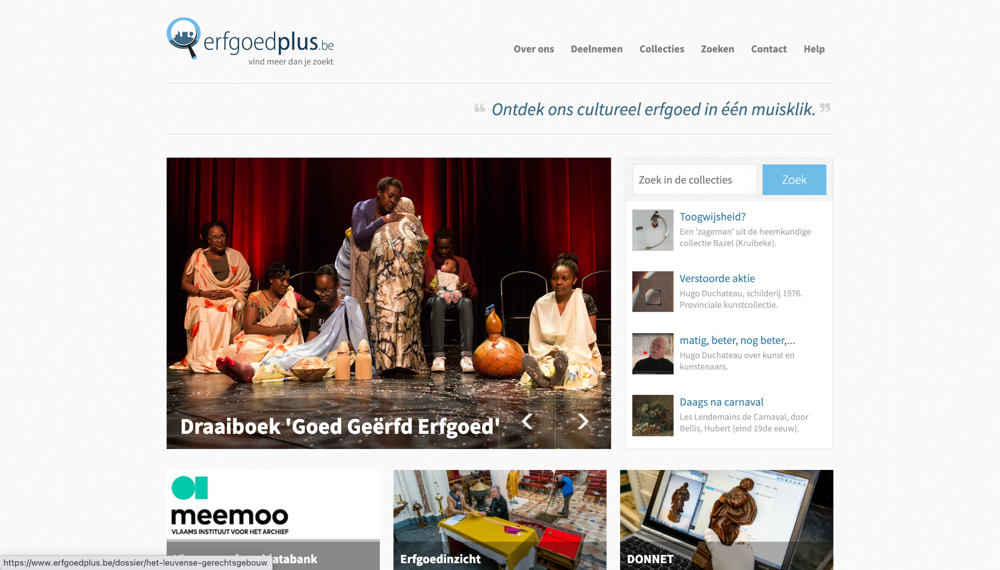 erfgoedplus.be
vind meer dan je zoekt
Over ons Deelnemen Collecties Zoeken Contact Help
“ Ontdek ons cultureel erfgoed in één muisklik. ”
Draaiboek 'Goed Geërfd Erfgoed'
Zoek in de collecties Zoek
Toogwijsheid?
Een 'zageman' uit de heemkundige
collectie Bazel (Kruibeke).
Verstoorde aktie
Hugo Duchateau, schilderij 1976.
Provinciale kunstcollectie.
matig, beter, nog beter,...
Hugo Duchateau over kunst en
kunstenaars.
Daags na carnaval
Les Lendemains de Carnaval, door
Bellis, Hubert (eind 19de eeuw).
meemoo
VLAAMS INSTITUUT VOOR HET ARCHIEF
atabank
Erfgoedinzicht
DONNET
https://www.erfgoedplus.be/dossier/het-leuvense-gerechtsgebouw